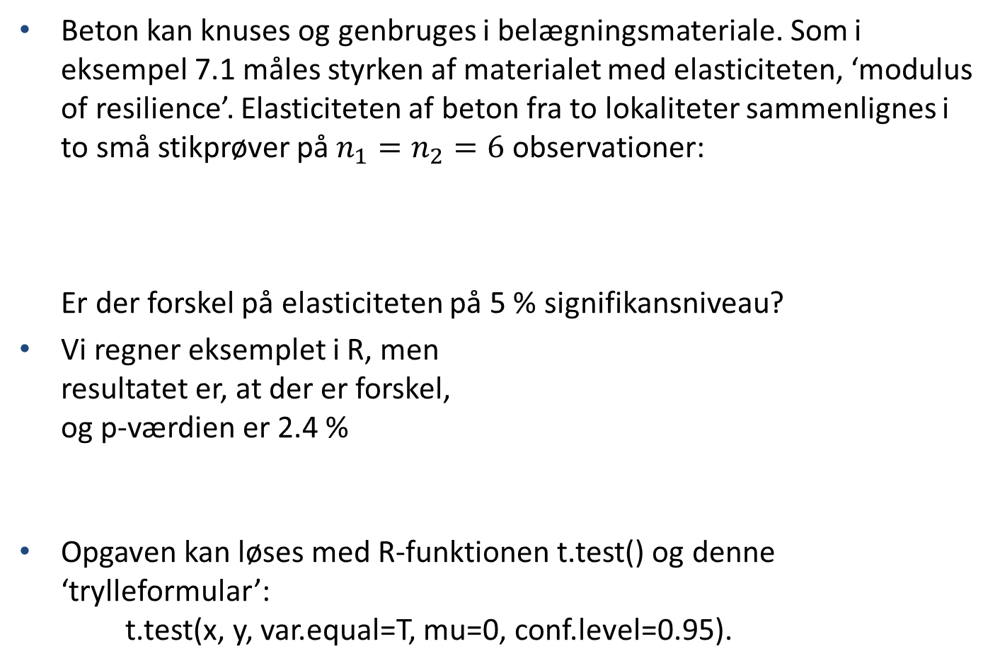 • Beton kan knuses og genbruges i belægningsmateriale. Som i
eksempel 7.1 måles styrken af materialet med elasticiteten, ‘modulus
of resilience’. Elasticiteten af beton fra to lokaliteter sammenlignes i
to små stikprøver på n₁ = n₂ = 6 observationer:
Er der forskel på elasticiteten på 5 % signifikansniveau?
• Vi regner eksemplet i R, men
resultatet er, at der er forskel,
og p-værdien er 2.4 %
• Opgaven kan løses med R-funktionen t.test() og denne
‘trylleformular’:
t.test(x, y, var.equal=T, mu=0, conf.level=0.95).